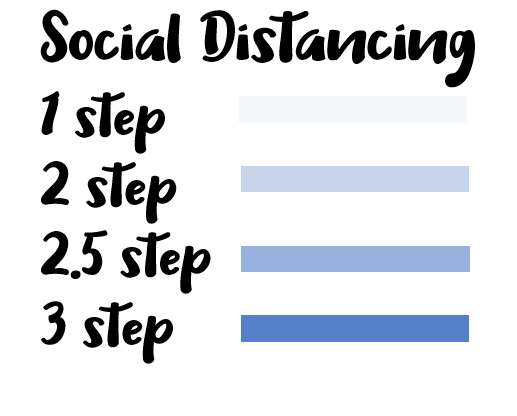 Social Distancing
1 step
2 step
2.5 step
3 step